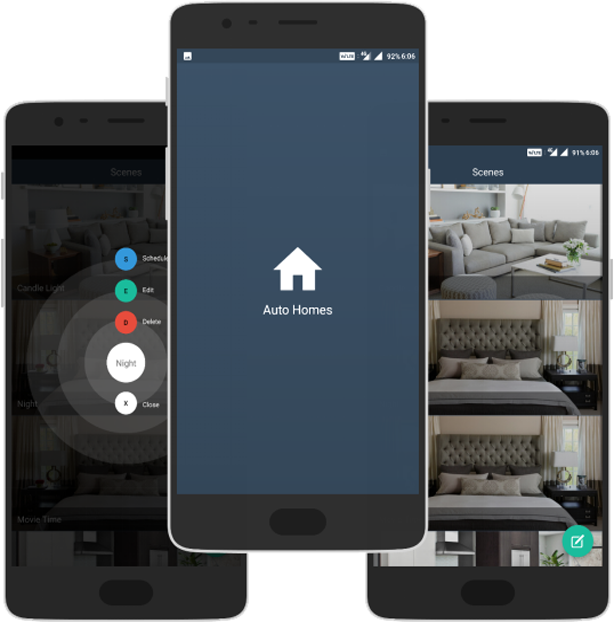 92% 6:06
Auto Homes
Scenes
Candle Light
S
Schedule
E
Edit
D
Delete
Night
X
Close
Night
Movie Time
91% 6:06
Scenes